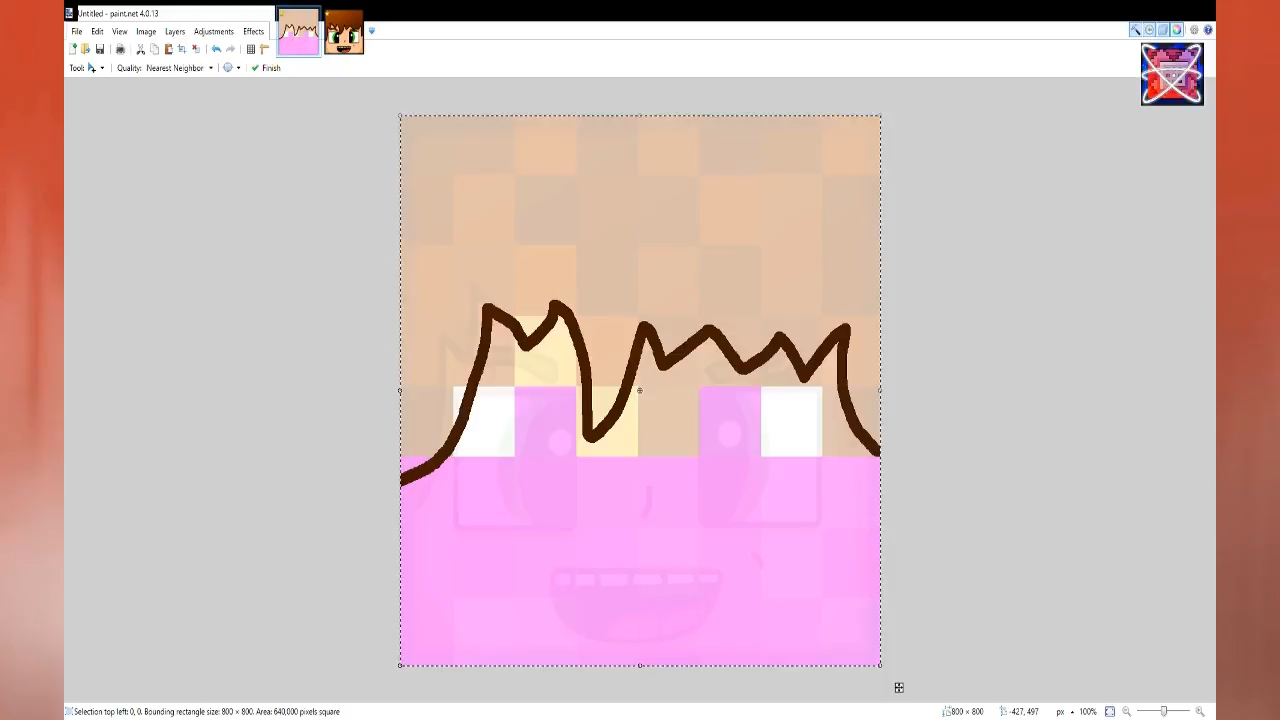 Untitled - paint.net 4.0.13
File Edit View Image Layers Adjustments Effects
Tool: Quality: Nearest Neighbor Finish
Selection top left: 0, 0. Bounding rectangle size: 800 × 800. Area: 640,000 pixels square 800 × 800 -427, 497 px 100%